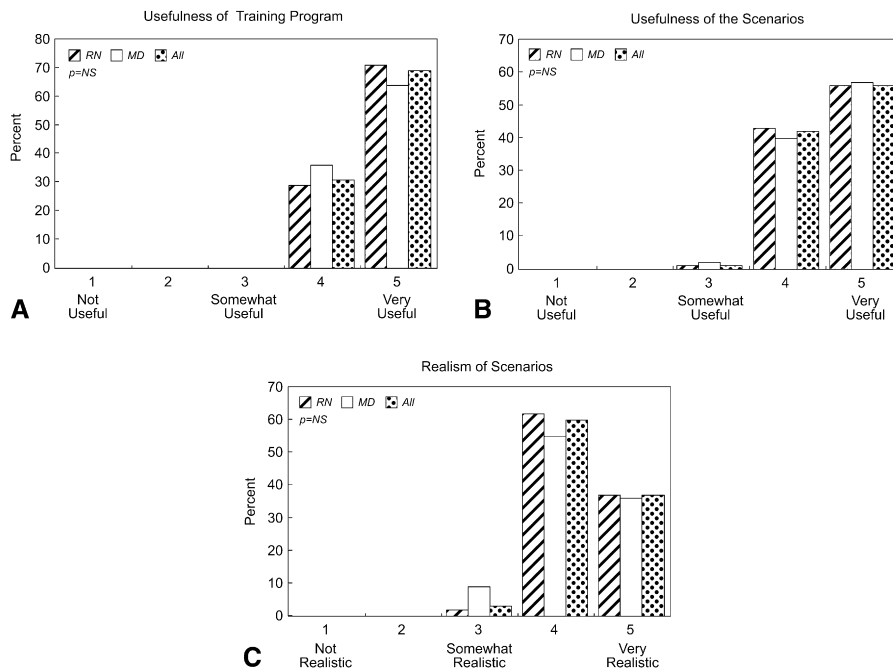 Usefulness of Training Program
80
70
60
50
40
30
20
10
0
Percent
RN MD All
p=NS
1 2 3 4 5
Not Useful
Somewhat Useful
Very Useful
A
Usefulness of the Scenarios
70
60
50
40
30
20
10
0
Percent
RN MD All
p=NS
1 2 3 4 5
Not Useful
Somewhat Useful
Very Useful
B
Realism of Scenarios
70
60
50
40
30
20
10
0
Percent
RN MD All
p=NS
1 2 3 4 5
Not Realistic
Somewhat Realistic
Very Realistic
C